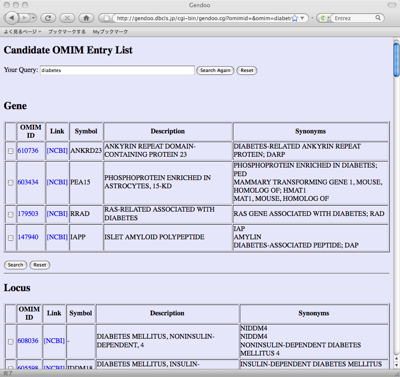 Gendoo
http://gendoo.dbcls.jp/cgi-bin/gendoo.cgi?omimid=&omim=diabet
Entrez
よく見るページ ブックマークする Myブックマーク
Candidate OMIM Entry List
Your Query: diabetes Search Again Reset
Gene
OMIM ID Link Symbol Description Synonyms
610736 [NCBI] ANKRD23 ANKYRIN REPEAT DOMAIN-CONTAINING PROTEIN 23 DIABETES-RELATED ANKYRIN REPEAT PROTEIN; DARP
603434 [NCBI] PEA15 PHOSPHOPROTEIN ENRICHED IN ASTROCYTES, 15-KD PHOSPHOPROTEIN ENRICHED IN DIABETES; PED
MAMMARY TRANSFORMING GENE 1, MOUSE, HOMOLOG OF; HMAT1
MAT1, MOUSE, HOMOLOG OF
179503 [NCBI] RRAD RAS-RELATED ASSOCIATED WITH DIABETES RAS GENE ASSOCIATED WITH DIABETES; RAD
147940 [NCBI] IAPP ISLET AMYLOID POLYPEPTIDE IAP
AMYLIN
DIABETES-ASSOCIATED PEPTIDE; DAP
Search Reset
Locus
OMIM ID Link Symbol Description Synonyms
608036 [NCBI] - DIABETES MELLITUS, NONINSULIN-DEPENDENT, 4 NIDDM4
NIDDM4
NONINSULIN-DEPENDENT DIABETES MELLITUS 4
605598 [NCBI] IDDM18 DIABETES MELLITUS, INSULIN- INSULIN-DEPENDENT DIABETES MELLITUS
完了